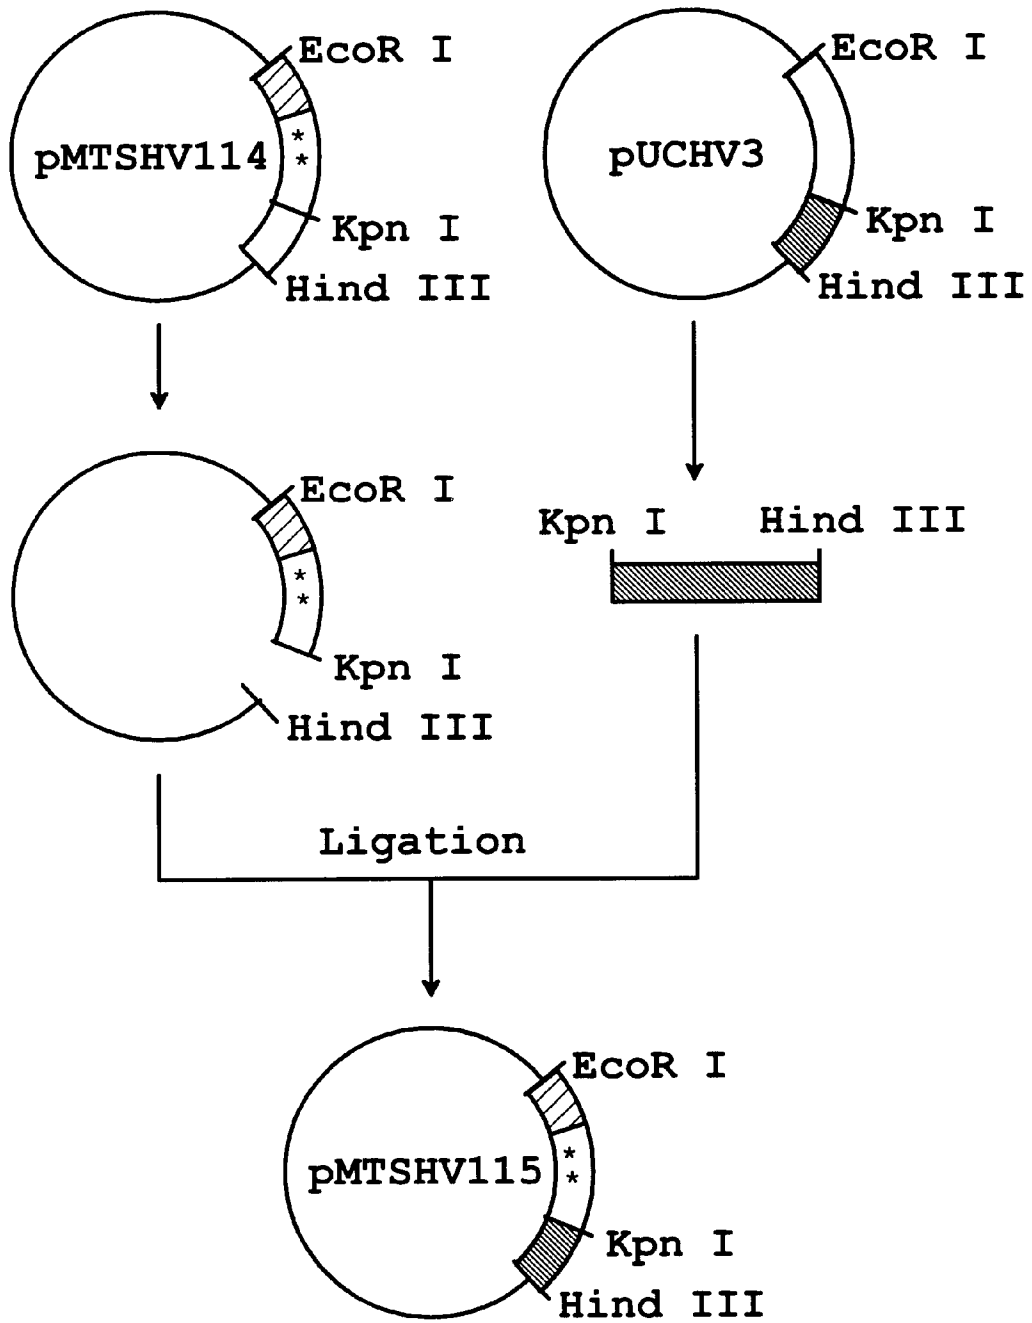 EcoR I
pMTSHV114
**
Kpn I
Hind III
EcoR I
pUCHV3
Kpn I
Hind III
EcoR I
**
Kpn I
Hind III
Kpn I Hind III
Ligation
EcoR I
pMTSHV115
**
Kpn I
Hind III